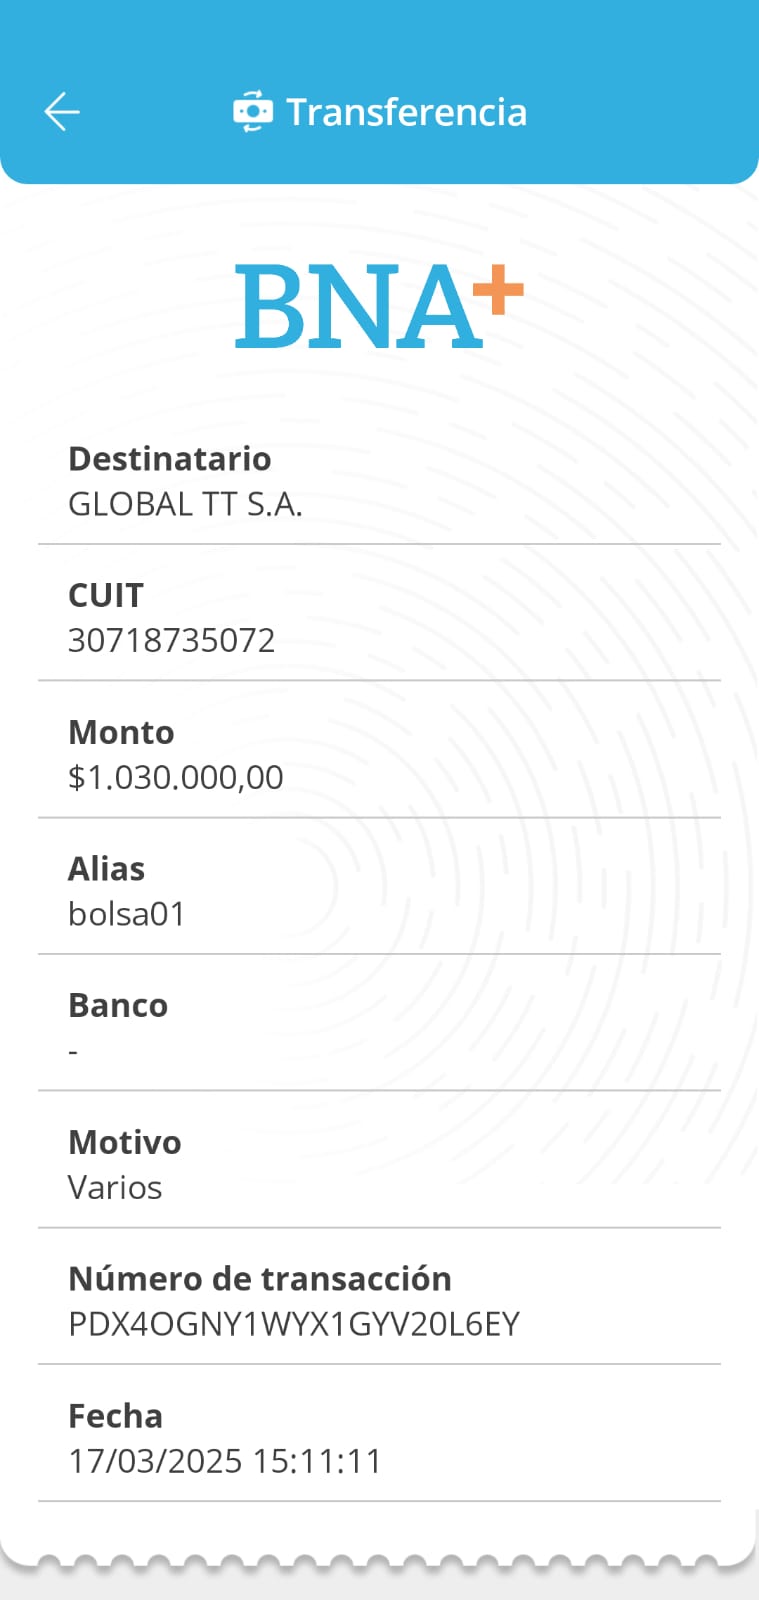 Transferencia
BNA+
Destinatario
GLOBAL TT S.A.
CUIT
30718735072
Monto
$1.030.000,00
Alias
bolsa01
Banco
-
Motivo
Varios
Número de transacción
PDX4OGNY1WYX1GYV20L6EY
Fecha
17/03/2025 15:11:11